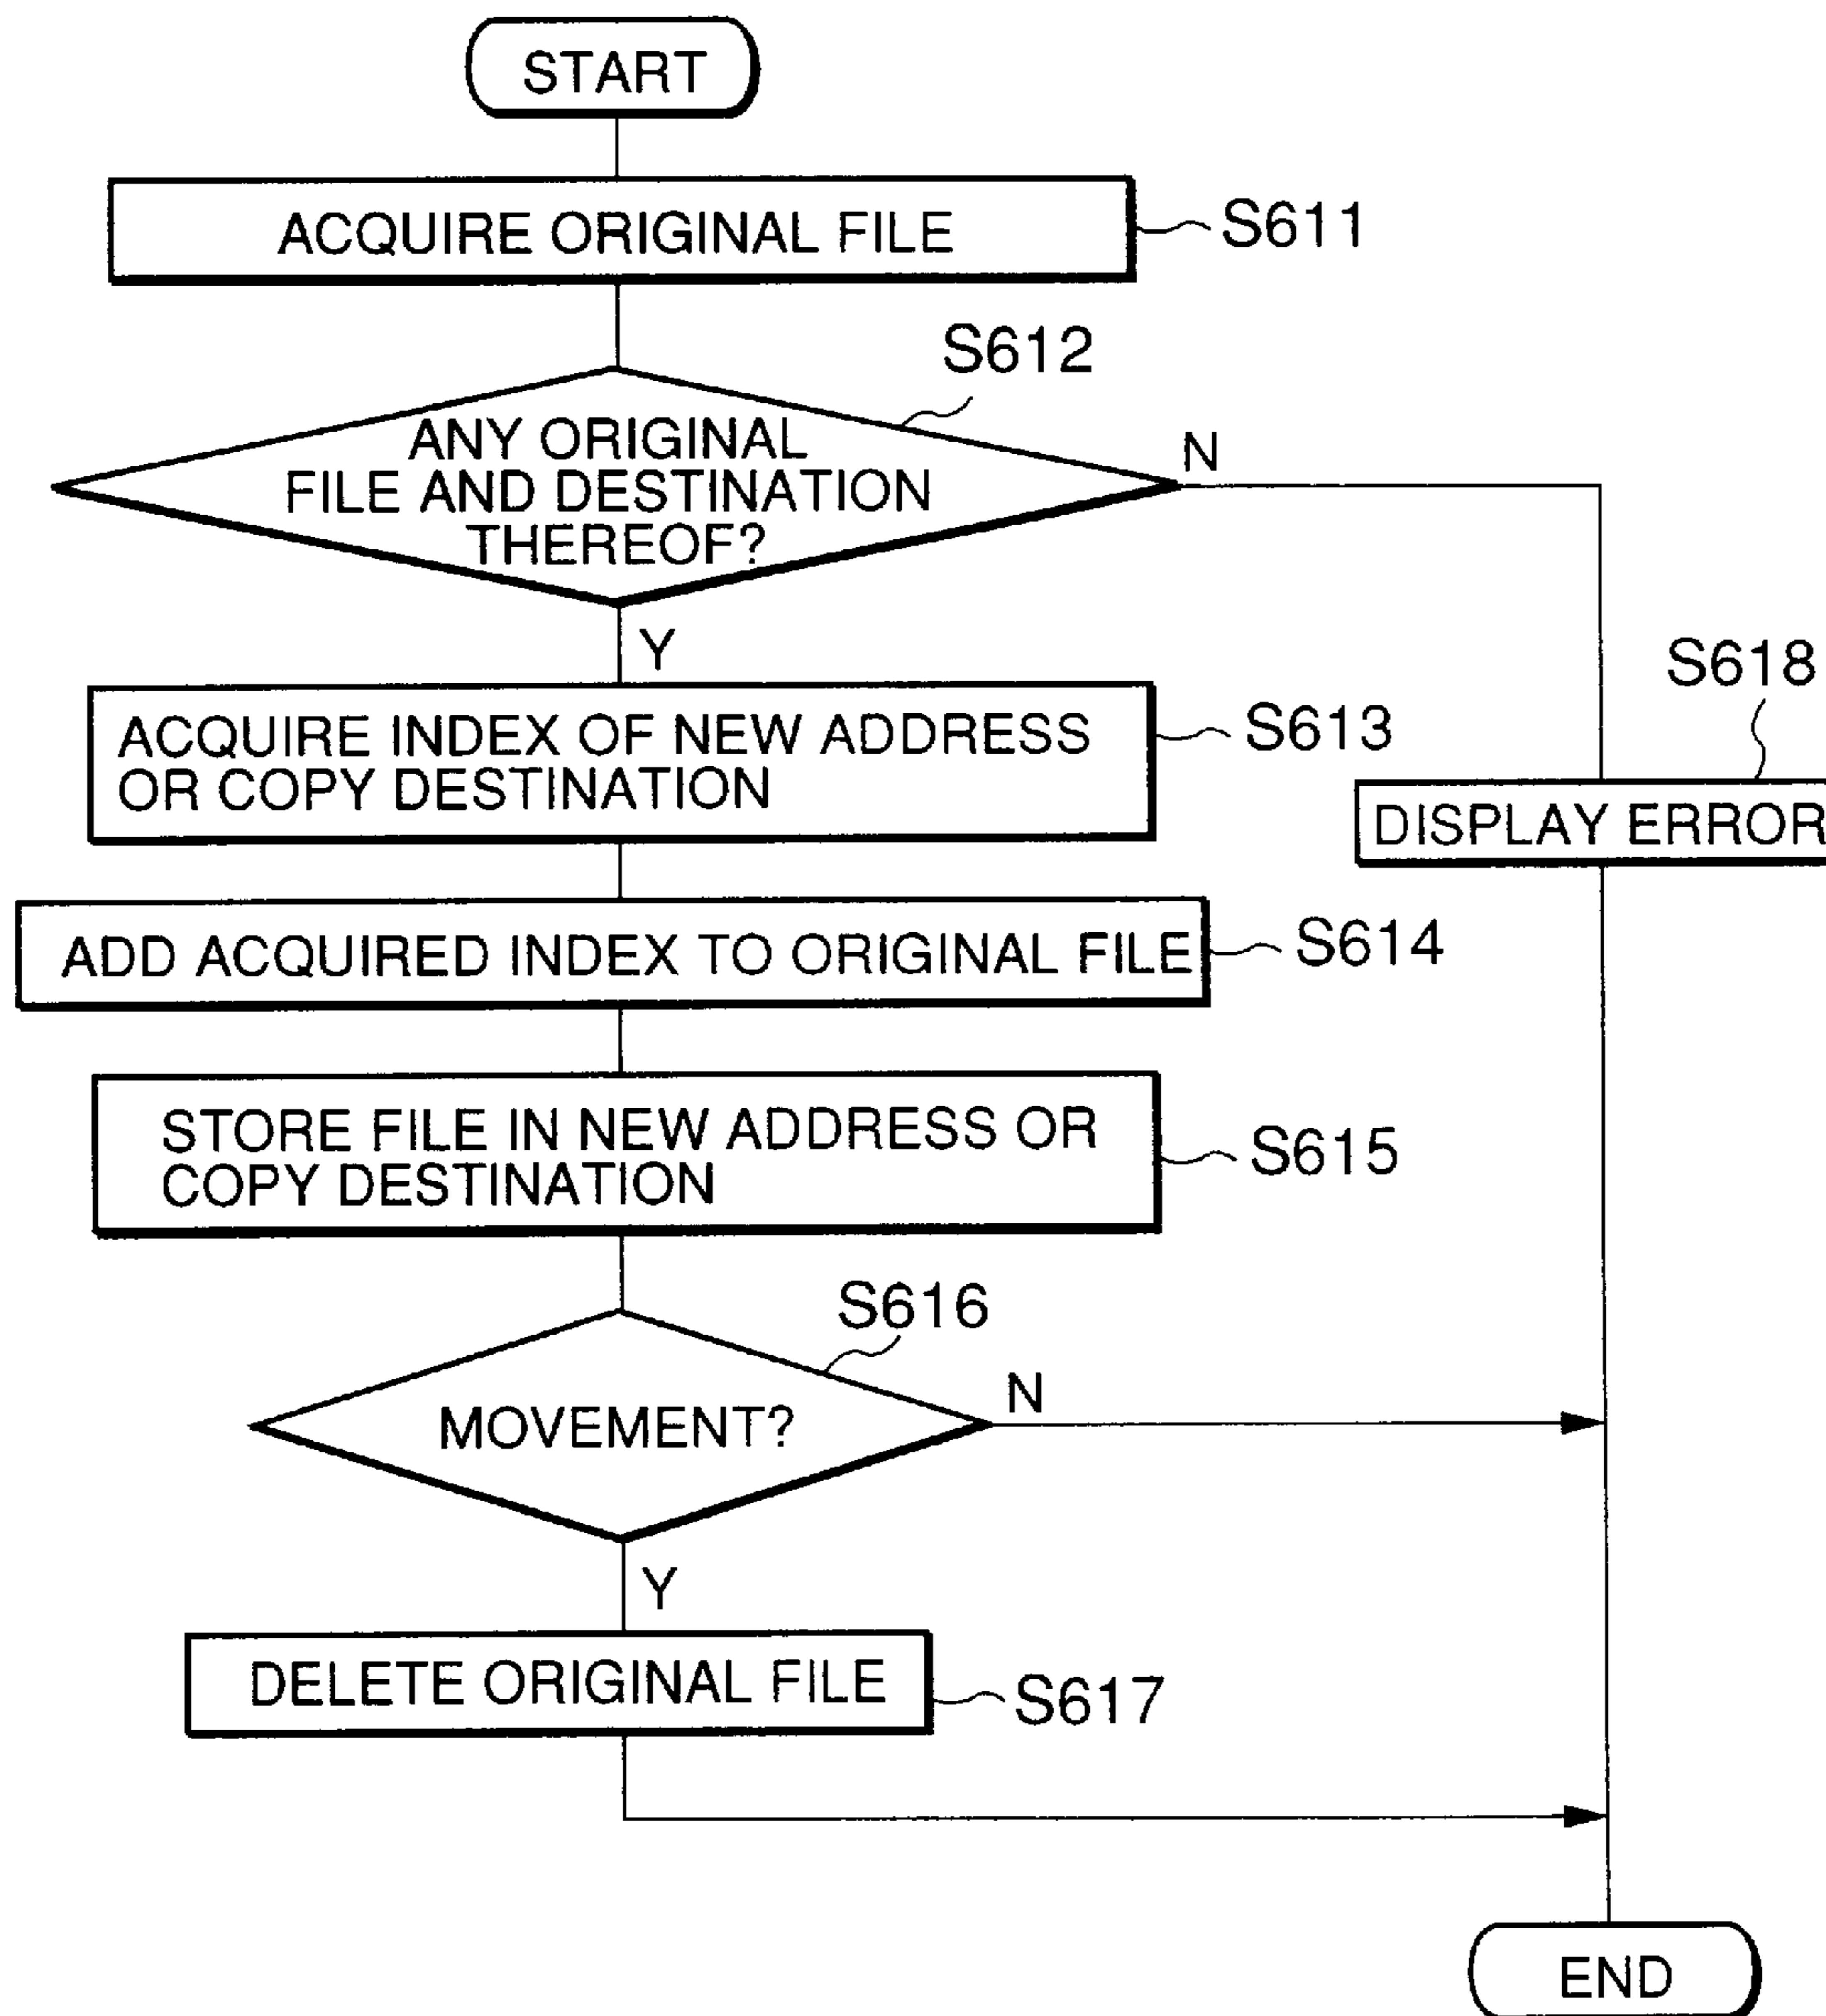 START
ACQUIRE ORIGINAL FILE
S611
S612
ANY ORIGINAL
FILE AND DESTINATION
THEREOF?
N
Y
S618
ACQUIRE INDEX OF NEW ADDRESS
OR COPY DESTINATION
S613
DISPLAY ERROR
ADD ACQUIRED INDEX TO ORIGINAL FILE
S614
STORE FILE IN NEW ADDRESS OR
COPY DESTINATION
S615
S616
MOVEMENT?
N
Y
DELETE ORIGINAL FILE
S617
END